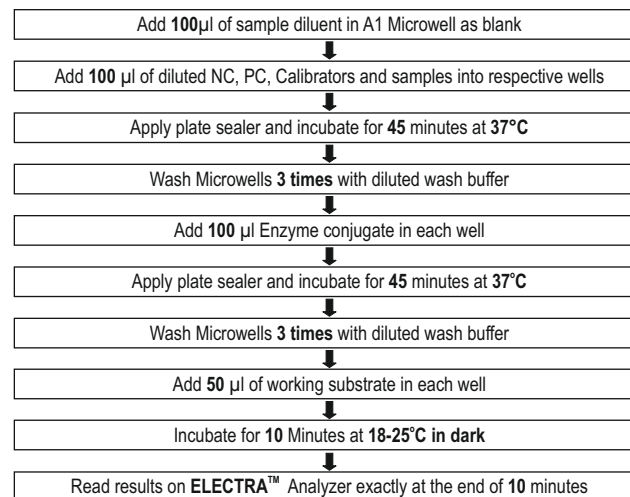 Add 100µl of sample diluent in A1 Microwell as blank
Add 100 µl of diluted NC, PC, Calibrators and samples into respective wells
Apply plate sealer and incubate for 45 minutes at 37°C
Wash Microwells 3 times with diluted wash buffer
Add 100 µl Enzyme conjugate in each well
Apply plate sealer and incubate for 45 minutes at 37°C
Wash Microwells 3 times with diluted wash buffer
Add 50 µl of working substrate in each well
Incubate for 10 Minutes at 18-25°C in dark
Read results on ELECTRA™ Analyzer exactly at the end of 10 minutes